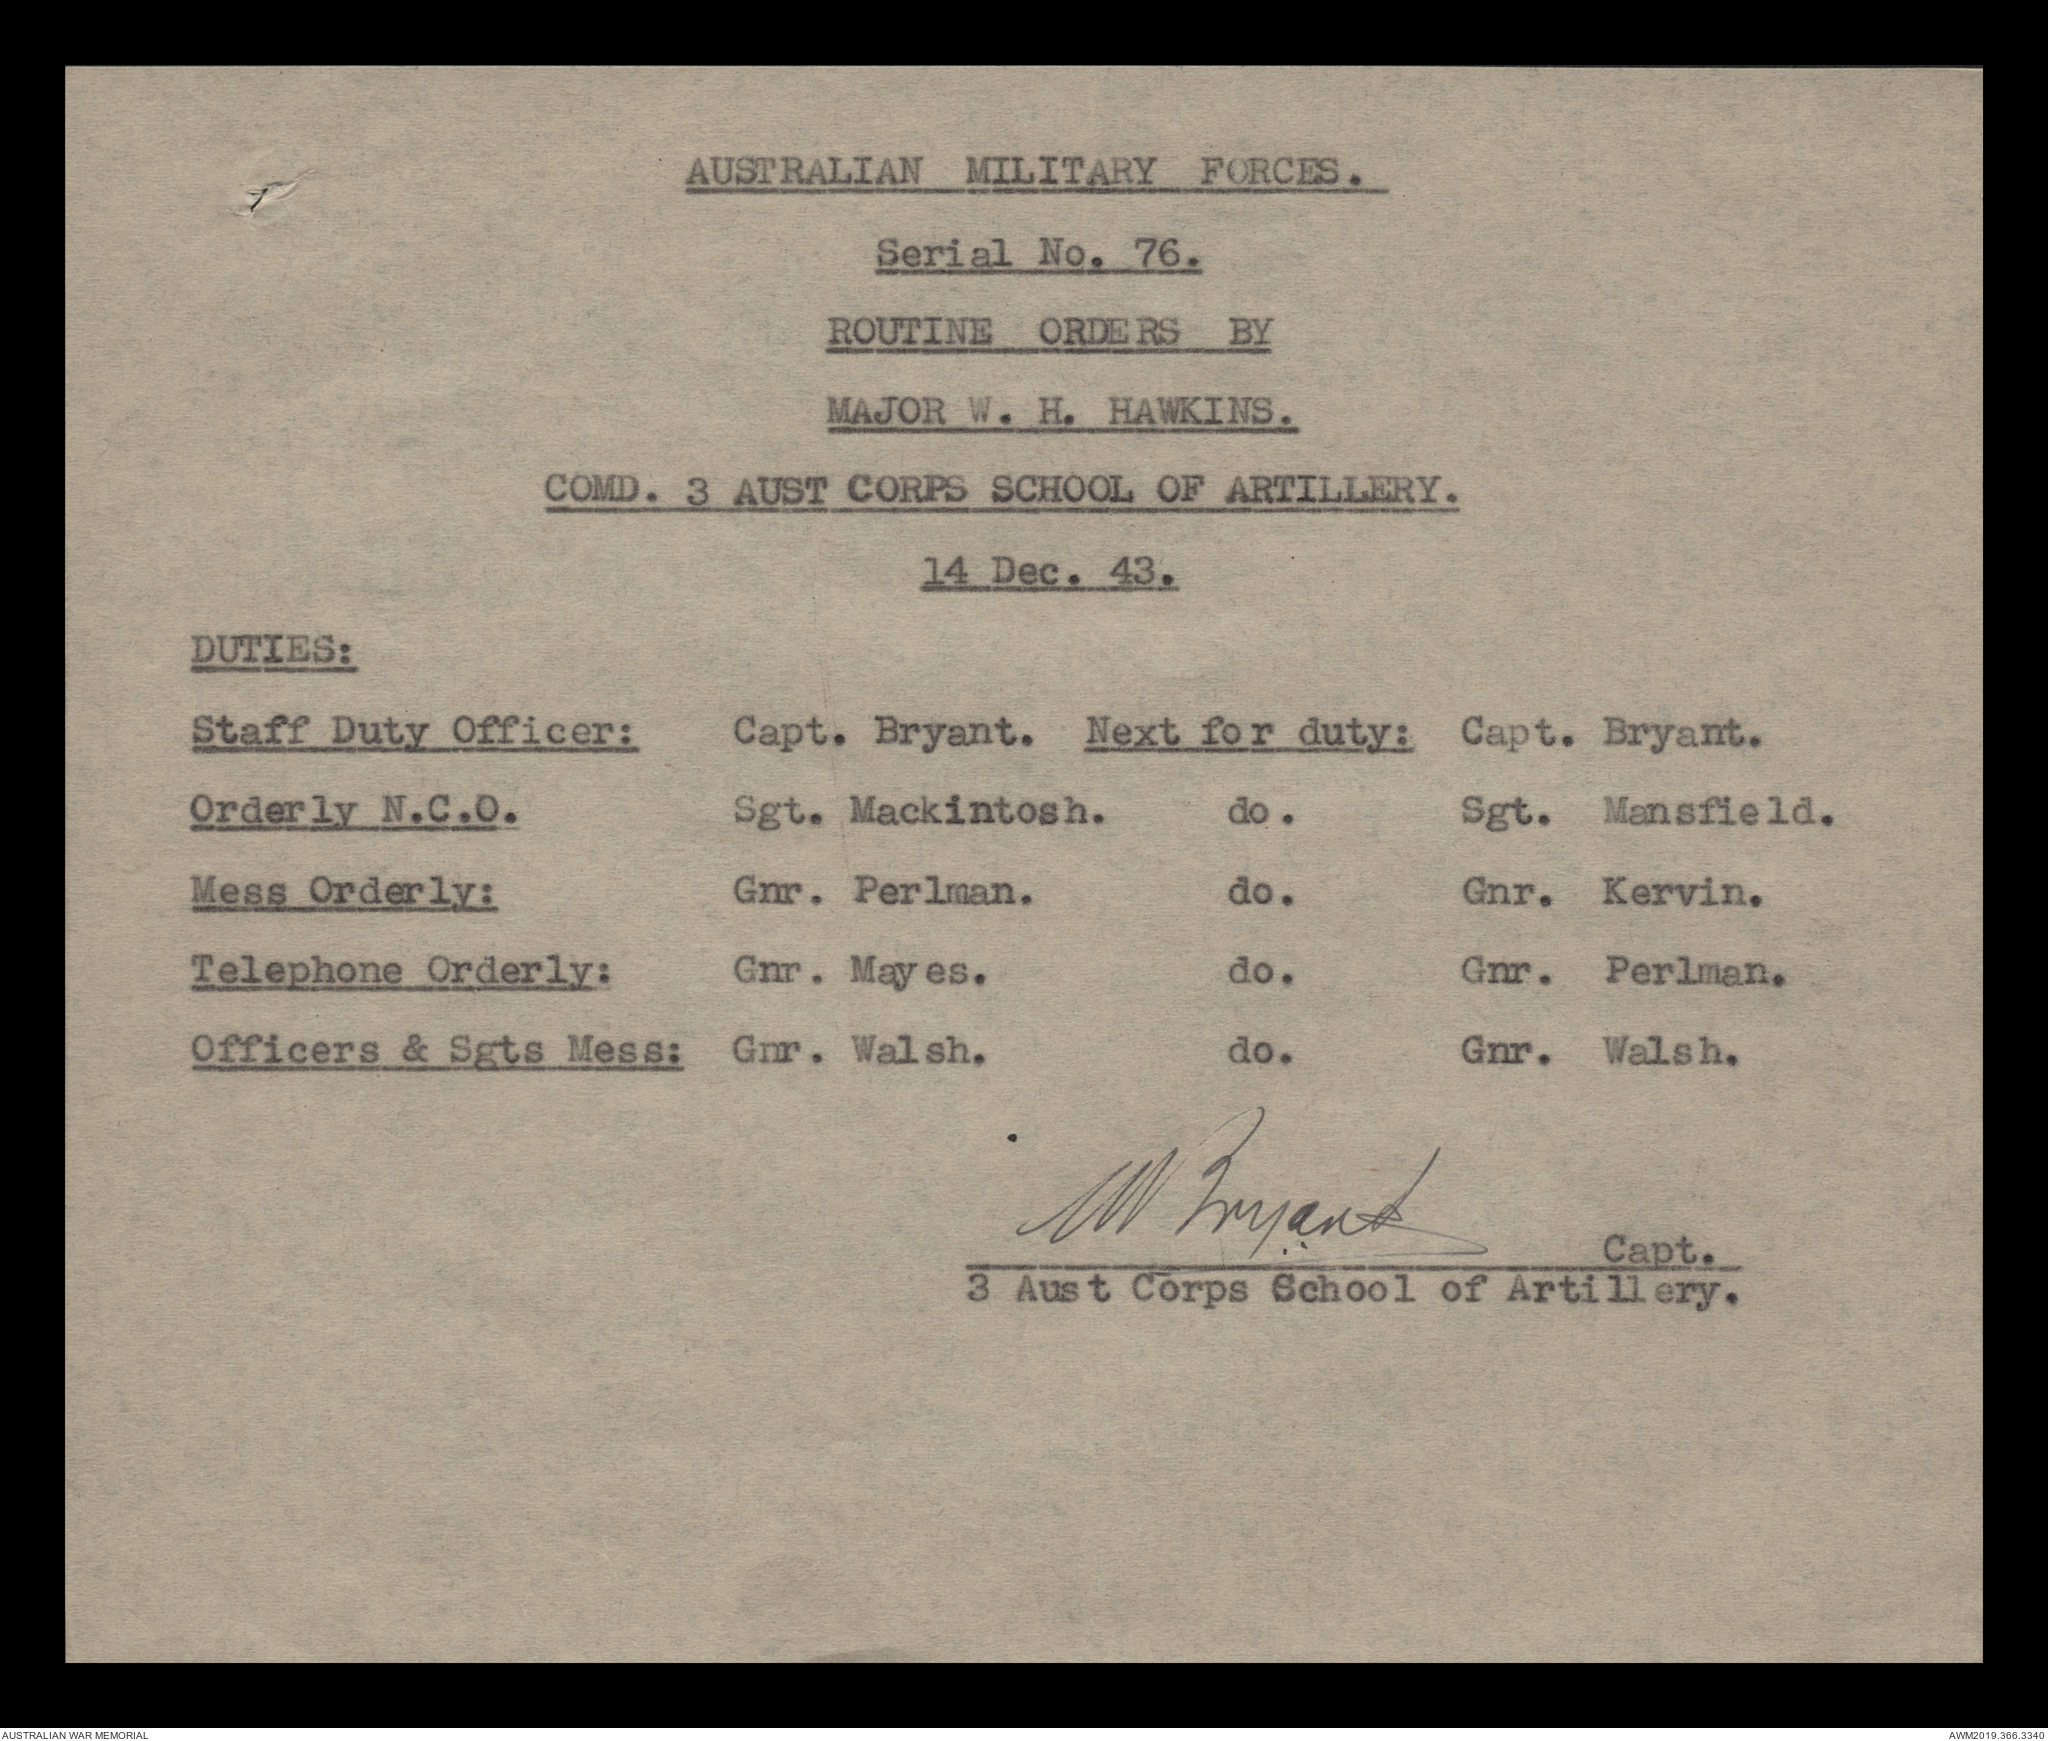 AUSTRALIAN MILITARY FORCES.
Serial No. 76.
ROUTINE ORDERS BY
MAJOR W. H. HAWKINS.
COMD. 3 AUST CORPS SCHOOL OF ARTILLERY.
14 Dec. 43.
DUTIES:
Staff Duty Officer: Capt. Bryant. Next for duty: Capt. Bryant.
Orderly N.C.O. Sgt. Mackintosh. do. Sgt. Mansfield.
Mess Orderly: Gnr. Perlman. do. Gnr. Kervin.
Telephone Orderly: Gnr. Mayes. do. Gnr. Perlman.
Officers & Sgts Mess: Gnr. Walsh. do. Gnr. Walsh.
Bryant
Capt.
3 Aust Corps School of Artillery.
AUSTRALIAN WAR MEMORIAL
AWM2019.366.3340